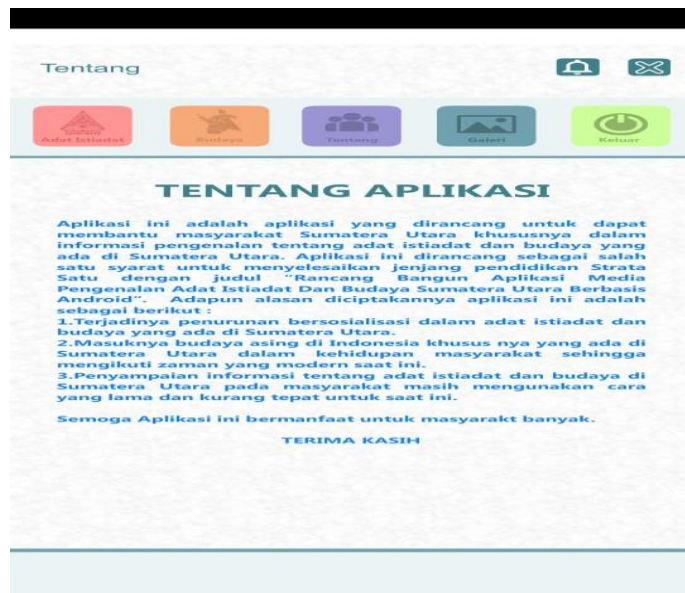 Tentang
Adat Istiadat
Budaya
Tentang
Galeri
Keluar
TENTANG APLIKASI
Aplikasi ini adalah aplikasi yang dirancang untuk dapat
membantu masyarakat Sumatera Utara khususnya dalam
informasi pengenalan tentang adat istiadat dan budaya yang
ada di Sumatera Utara. Aplikasi ini dirancang sebagai salah
satu syarat untuk menyelesaikan jenjang pendidikan Strata
Satu dengan judul "Rancang Bangun Aplikasi Media
Pengenalan Adat Istiadat Dan Budaya Sumatera Utara Berbasis
Android". Adapun alasan diciptakannya aplikasi ini adalah
sebagai berikut :
1.Terjadinya penurunan bersosialisasi dalam adat istiadat dan
budaya yang ada di Sumatera Utara.
2.Masuknya budaya asing di Indonesia khusus nya yang ada di
Sumatera Utara dalam kehidupan masyarakat sehingga
mengikuti zaman yang modern saat ini.
3.Penyampaian informasi tentang adat istiadat dan budaya di
Sumatera Utara pada masyarakat masih mengunakan cara
yang lama dan kurang tepat untuk saat ini.
Semoga Aplikasi ini bermanfaat untuk masyarakt banyak.
TERIMA KASIH